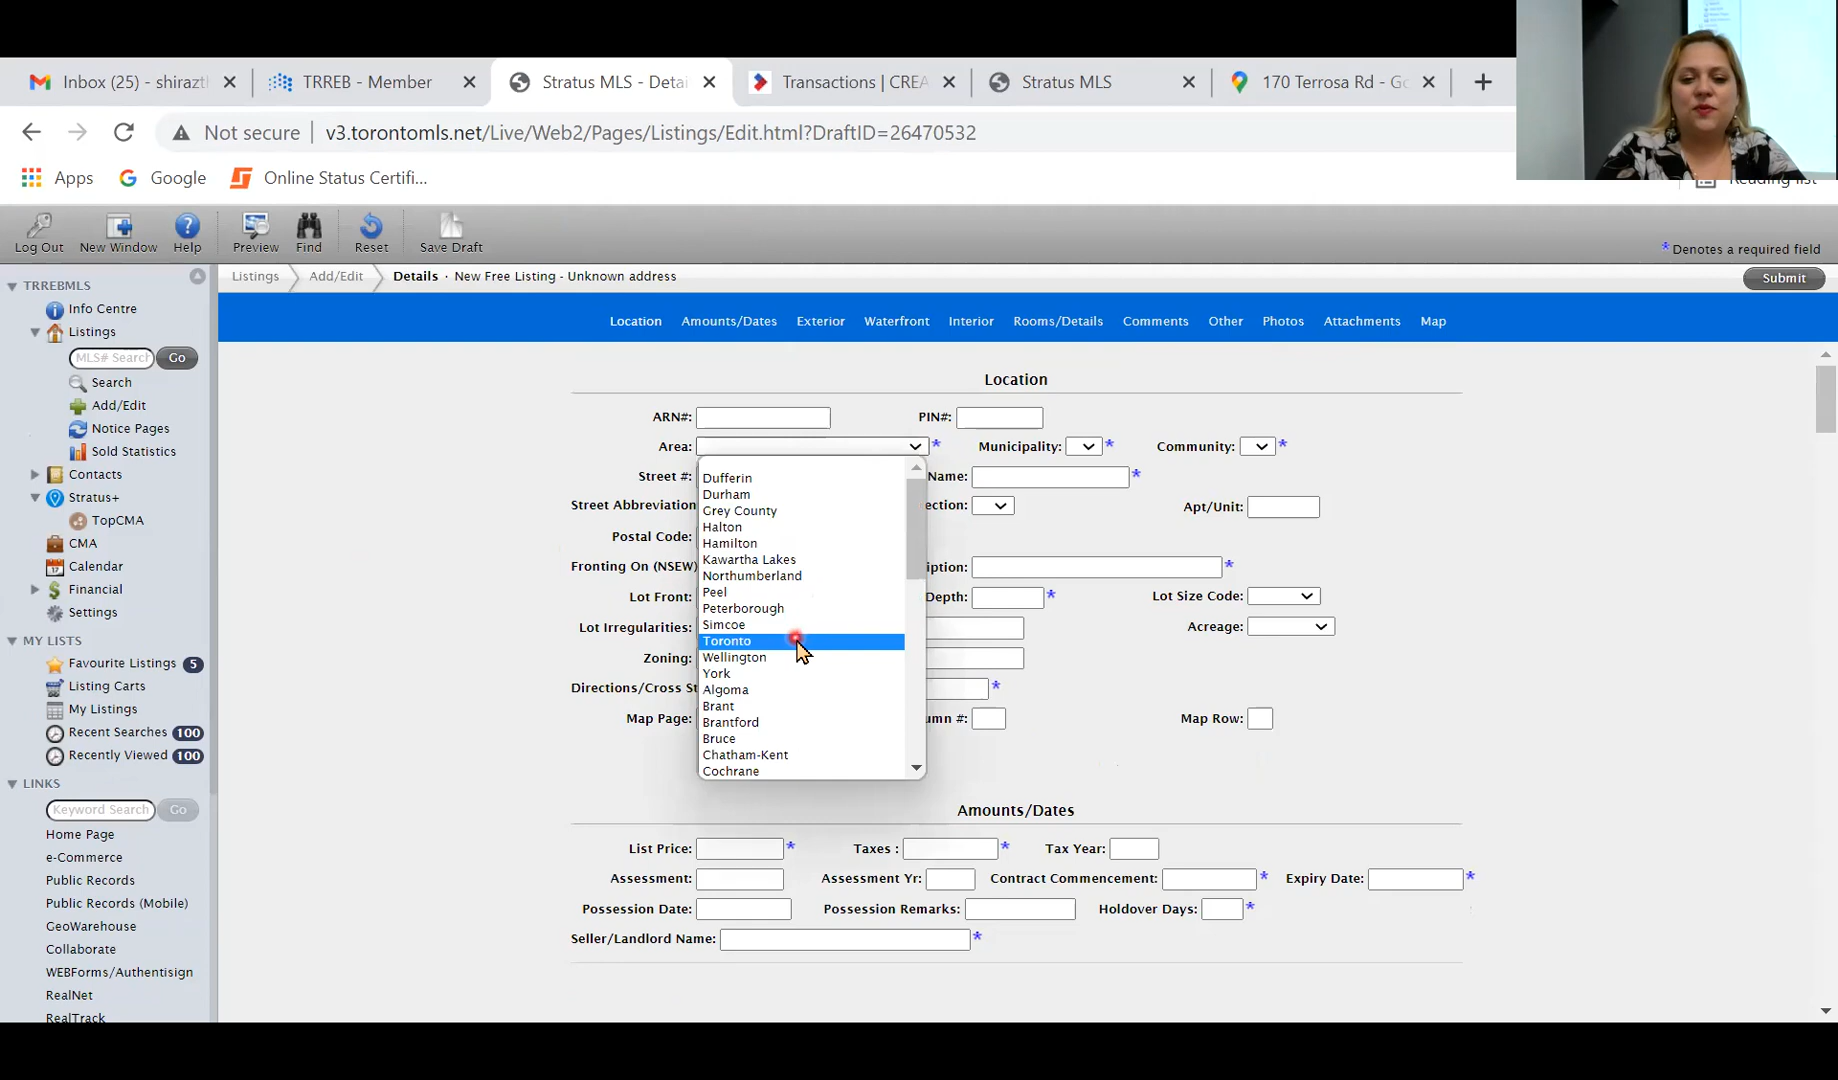 Inbox (25) - shirazth
TRREB - Member
Stratus MLS - Detai
Transactions | CREA
Stratus MLS
170 Terrosa Rd - Go
Not secure
v3.torontomls.net/Live/Web2/Pages/Listings/Edit.html?DraftID=26470532
Apps
Google
Online Status Certifi...
Reading list
Log Out
New Window
Help
Preview
Find
Reset
Save Draft
* Denotes a required field
Listings
Add/Edit
Details · New Free Listing - Unknown address
Submit
Location
Amounts/Dates
Exterior
Waterfront
Interior
Rooms/Details
Comments
Other
Photos
Attachments
Map
TRREBMLS
Info Centre
Listings
MLS# Search
Go
Search
Add/Edit
Notice Pages
Sold Statistics
Contacts
Stratus+
TopCMA
CMA
Calendar
Financial
Settings
MY LISTS
Favourite Listings 5
Listing Carts
My Listings
Recent Searches 100
Recently Viewed 100
LINKS
Keyword Search
Go
Home Page
e-Commerce
Public Records
Public Records (Mobile)
GeoWarehouse
Collaborate
WEBForms/Authentisign
RealNet
RealTrack
Location
ARN#:
PIN#:
Area: *
Municipality: *
Community: *
Street #:
Name: *
Street Abbreviation
ection:
Apt/Unit:
Postal Code:
Fronting On (NSEW)
iption: *
Lot Front:
Depth: *
Lot Size Code:
Lot Irregularities:
Acreage:
Zoning:
Directions/Cross St
*
Map Page:
umn #:
Map Row:
Dufferin
Durham
Grey County
Halton
Hamilton
Kawartha Lakes
Northumberland
Peel
Peterborough
Simcoe
Toronto
Wellington
York
Algoma
Brant
Brantford
Bruce
Chatham-Kent
Cochrane
Amounts/Dates
List Price: *
Taxes : *
Tax Year:
Assessment:
Assessment Yr:
Contract Commencement: *
Expiry Date: *
Possession Date:
Possession Remarks:
Holdover Days: *
Seller/Landlord Name: *